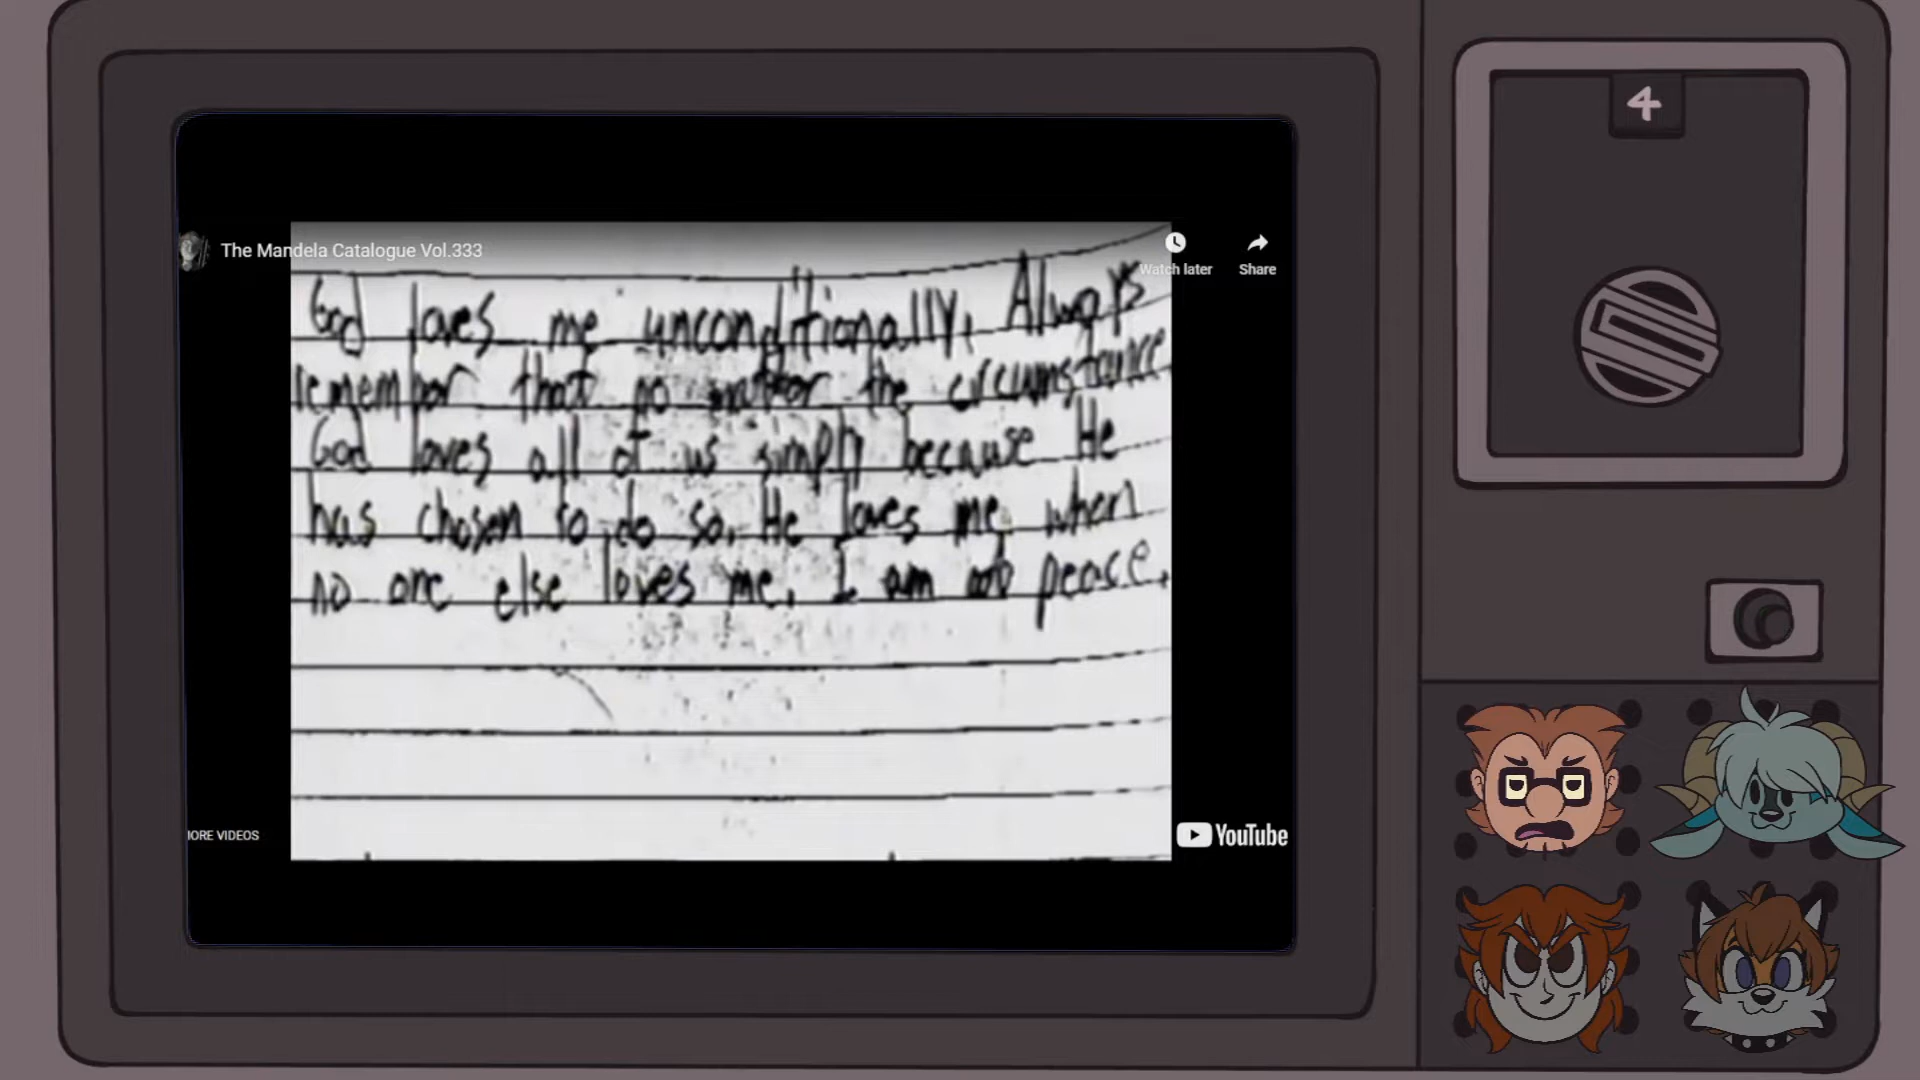 4
The Mandela Catalogue Vol.333
Watch later
Share
God loves me unconditionally, Always
remember that no matter the circumstance
God loves all of us simply because He
has chosen to do so. He loves me when
no one else loves me. I am peace.
MORE VIDEOS
YouTube